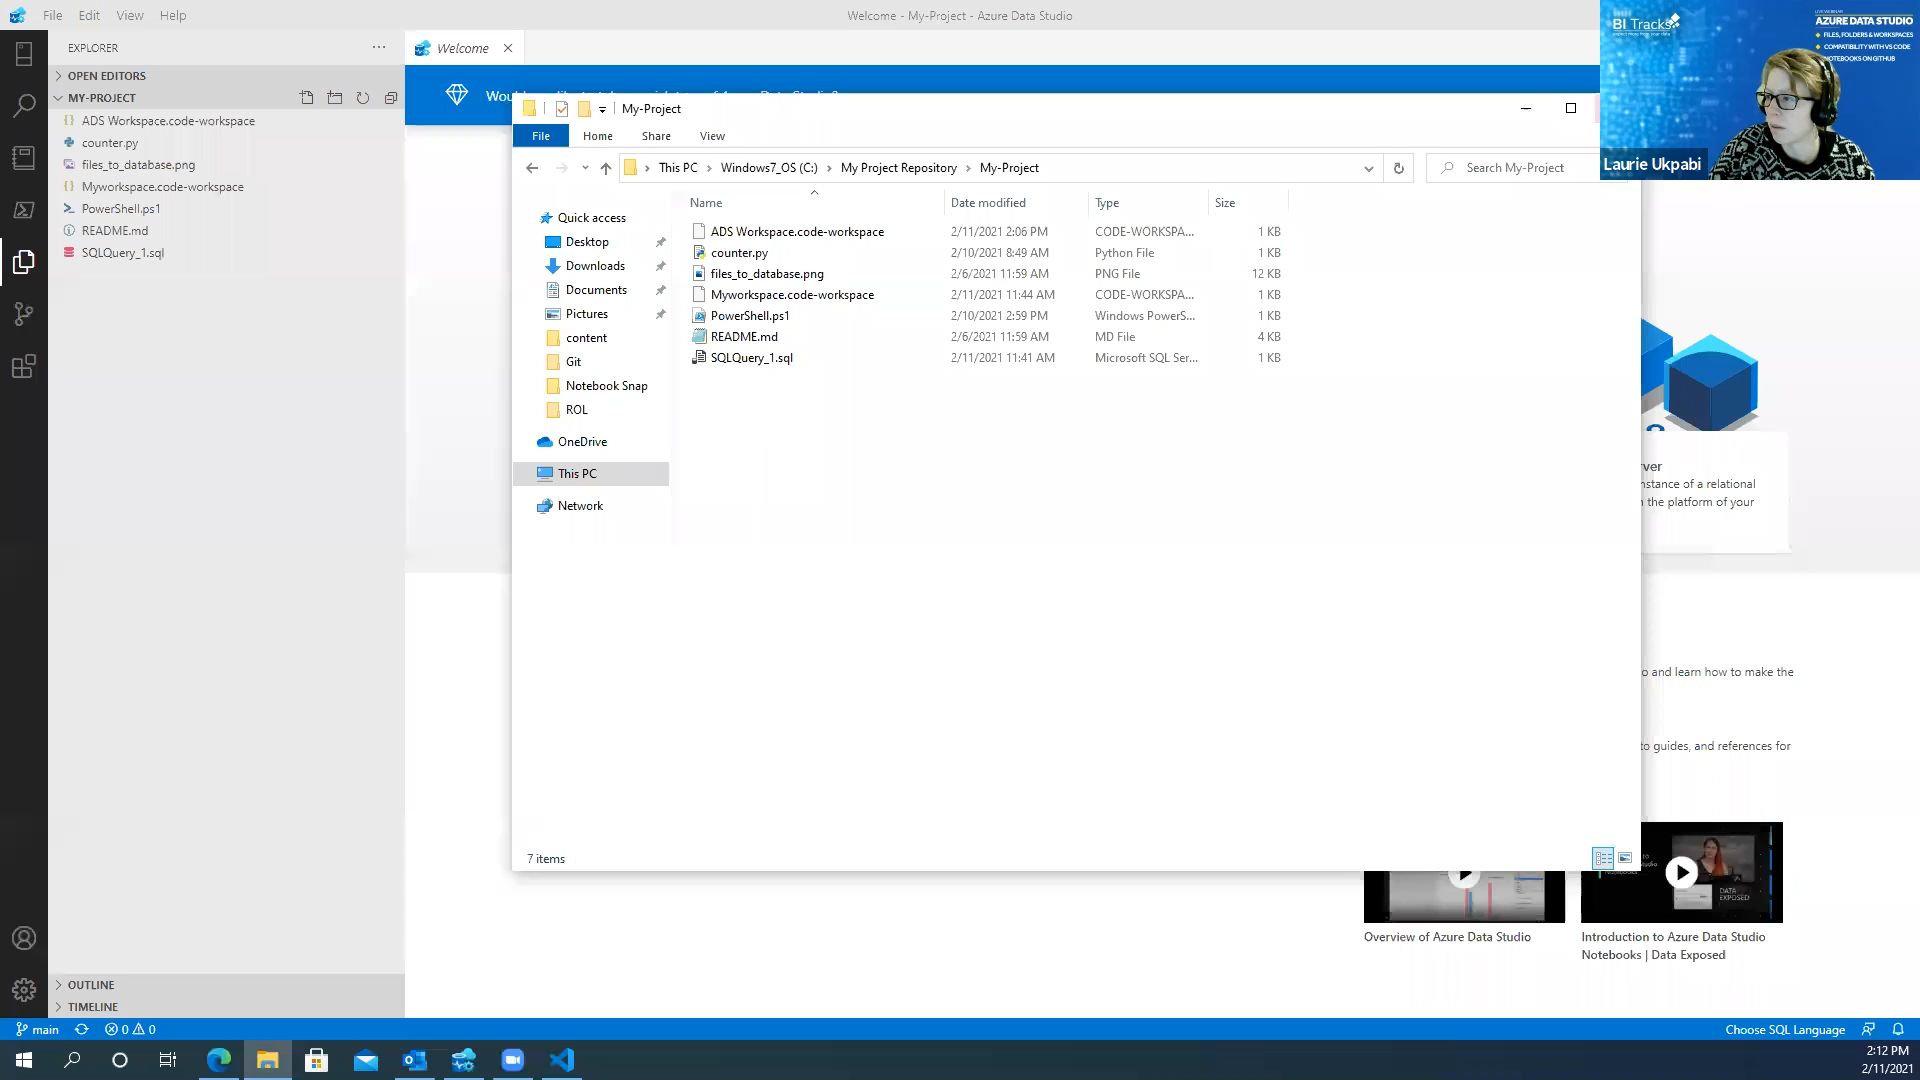 File Edit View Help
Welcome - My-Project - Azure Data Studio
EXPLORER
OPEN EDITORS
MY-PROJECT
ADS Workspace.code-workspace
counter.py
files_to_database.png
Myworkspace.code-workspace
PowerShell.ps1
README.md
SQLQuery_1.sql
OUTLINE
TIMELINE
Welcome
My-Project
File Home Share View
This PC Windows7_OS (C:) My Project Repository My-Project
Search My-Project
Quick access
Desktop
Downloads
Documents
Pictures
content
Git
Notebook Snap
ROL
OneDrive
This PC
Network
Name Date modified Type Size
ADS Workspace.code-workspace 2/11/2021 2:06 PM CODE-WORKSPA... 1 KB
counter.py 2/10/2021 8:49 AM Python File 1 KB
files_to_database.png 2/6/2021 11:59 AM PNG File 12 KB
Myworkspace.code-workspace 2/11/2021 11:44 AM CODE-WORKSPA... 1 KB
PowerShell.ps1 2/10/2021 2:59 PM Windows PowerS... 1 KB
README.md 2/6/2021 11:59 AM MD File 4 KB
SQLQuery_1.sql 2/11/2021 11:41 AM Microsoft SQL Ser... 1 KB
7 items
BI Tracks
LIVE WEBINAR
AZURE DATA STUDIO
FILES, FOLDERS & WORKSPACES
COMPATIBILITY WITH VS CODE
NOTEBOOKS ON GITHUB
Laurie Ukpabi
instance of a relational
the platform of your
and learn how to make the
to guides, and references for
DATA
EXPOSED
Overview of Azure Data Studio
Introduction to Azure Data Studio
Notebooks | Data Exposed
main 0 0
Choose SQL Language
2:12 PM
2/11/2021